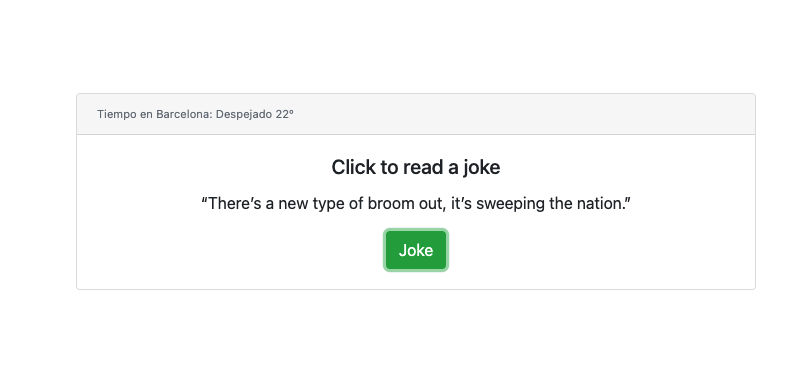 Tiempo en Barcelona: Despejado 22°
Click to read a joke
“There’s a new type of broom out, it’s sweeping the nation.”
Joke